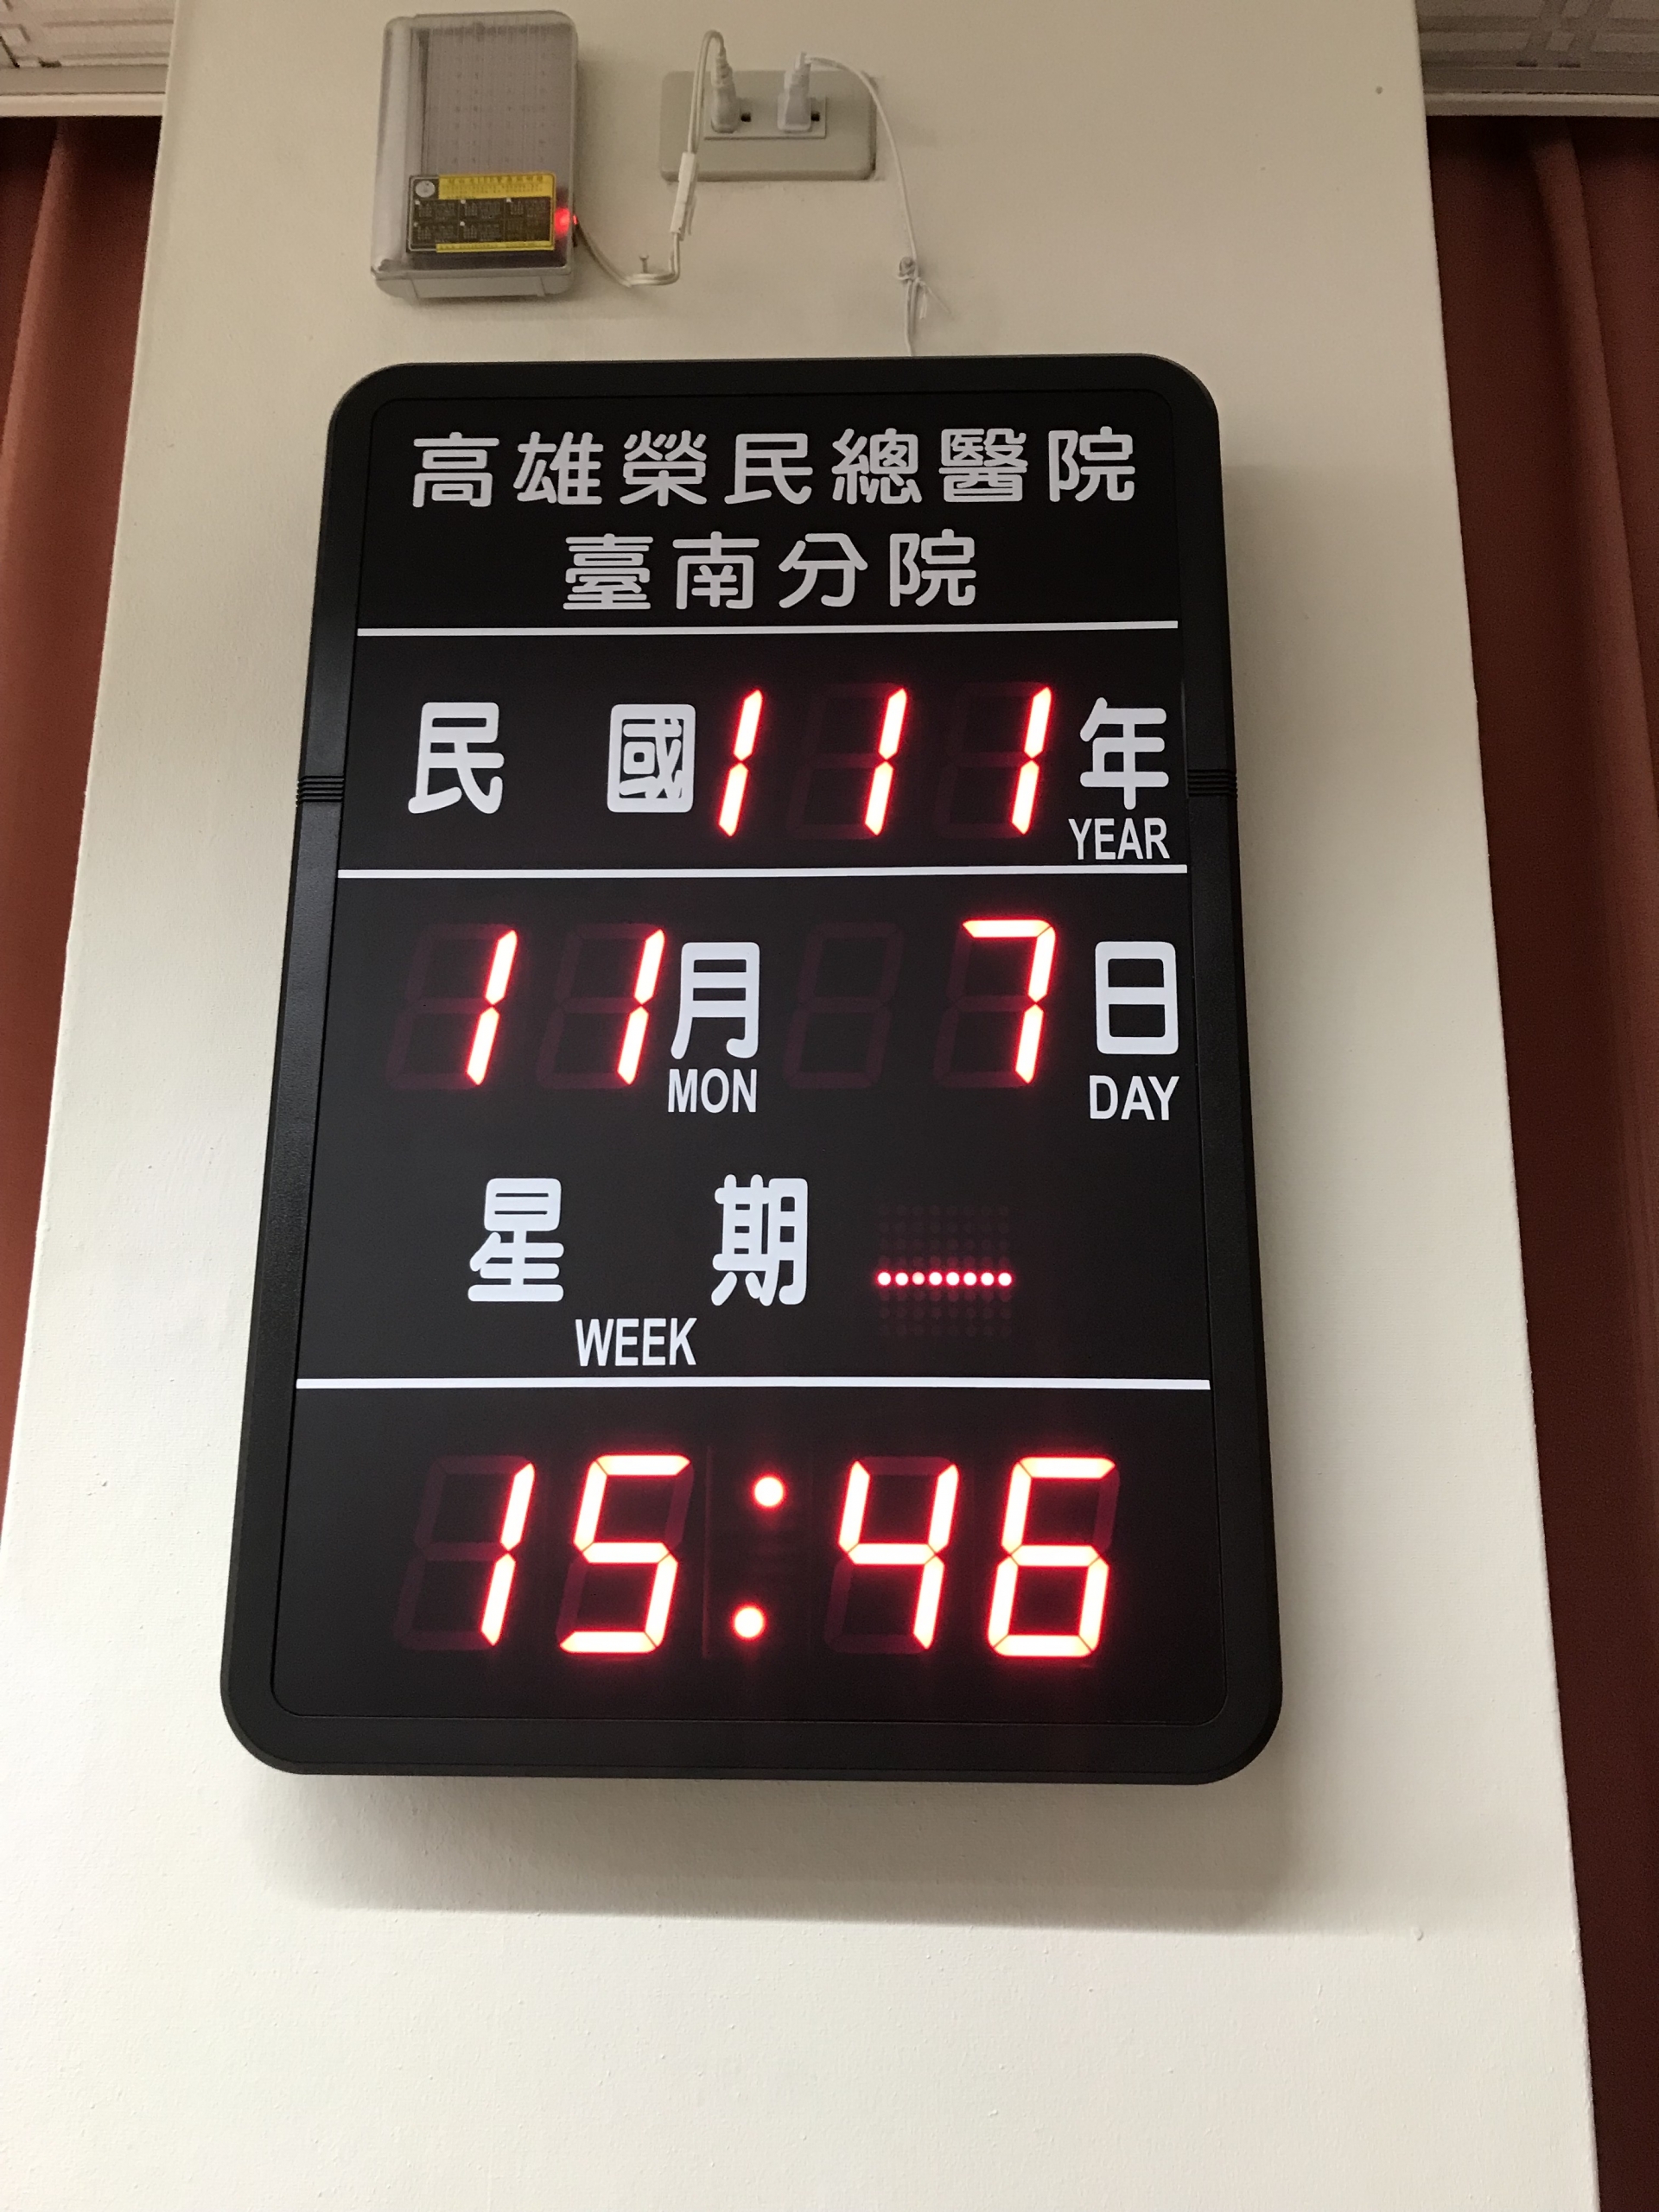 高雄榮民總醫院
臺南分院
民國111年
YEAR
11月 7日
MON DAY
星期一
WEEK
15:46